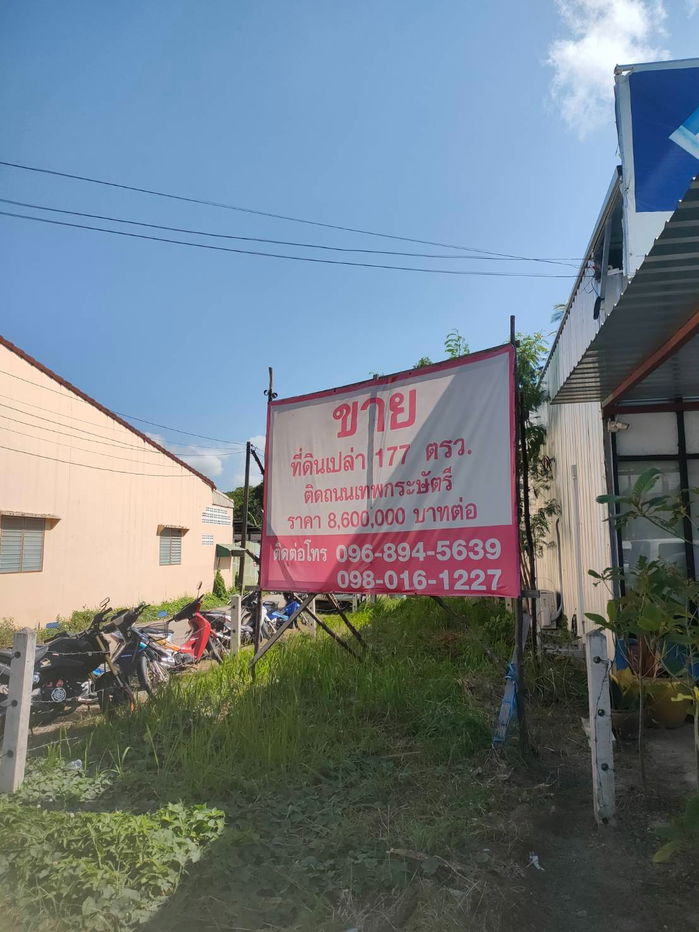 ขาย
ที่ดินเปล่า 177 ตรว.
ติดถนนเทพกระษัตรี
ราคา 8,600,000 บาทต่อ
ติดต่อโทร 096-894-5639
098-016-1227